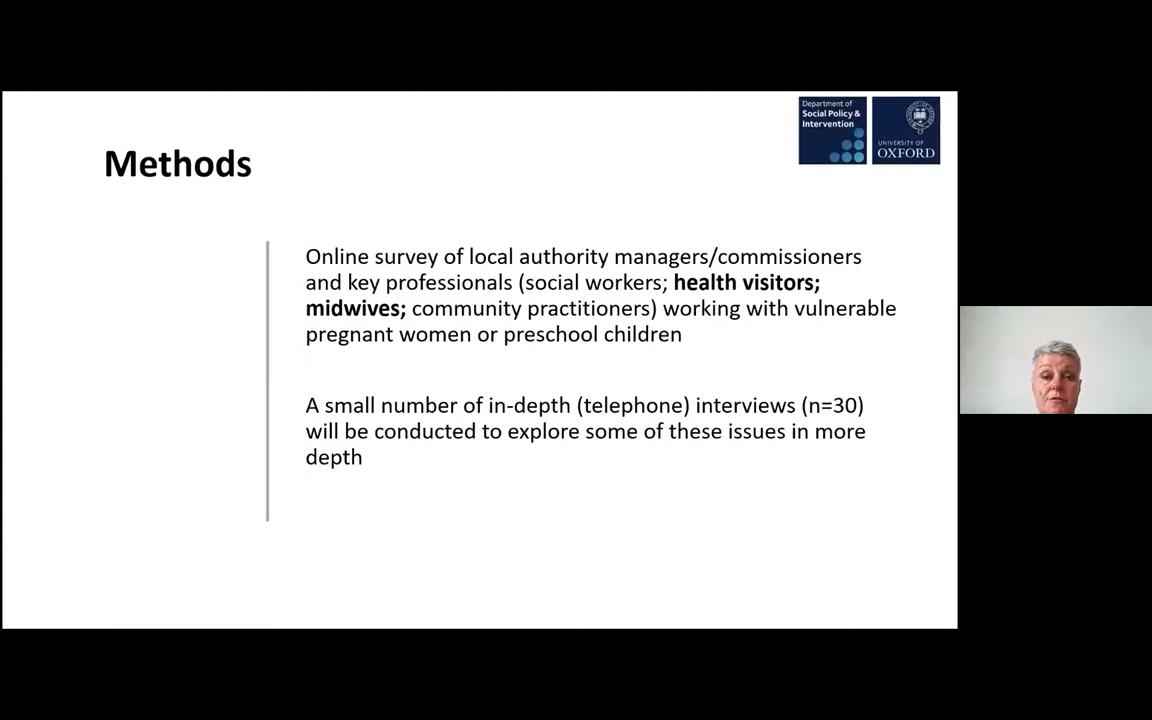 Department of
Social Policy &
Intervention
UNIVERSITY OF
OXFORD
Methods
Online survey of local authority managers/commissioners
and key professionals (social workers; health visitors;
midwives; community practitioners) working with vulnerable
pregnant women or preschool children
A small number of in-depth (telephone) interviews (n=30)
will be conducted to explore some of these issues in more
depth